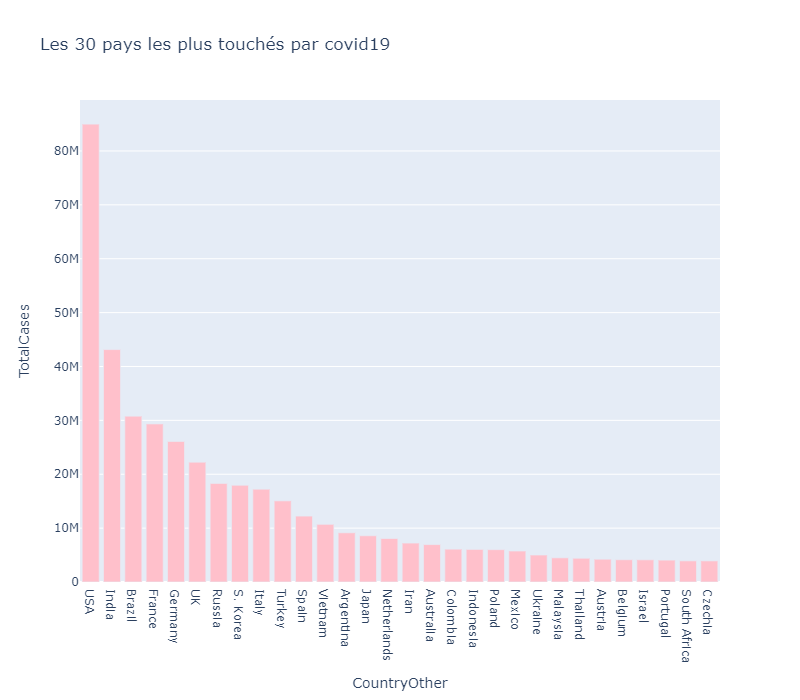 Les 30 pays les plus touchés par covid19
TotalCases
80M
70M
60M
50M
40M
30M
20M
10M
0
USA
India
Brazil
France
Germany
UK
Russia
S. Korea
Italy
Turkey
Spain
Vietnam
Argentina
Japan
Netherlands
Iran
Australia
Colombia
Indonesia
Poland
Mexico
Ukraine
Malaysia
Thailand
Austria
Belgium
Israel
Portugal
South Africa
Czechia
CountryOther